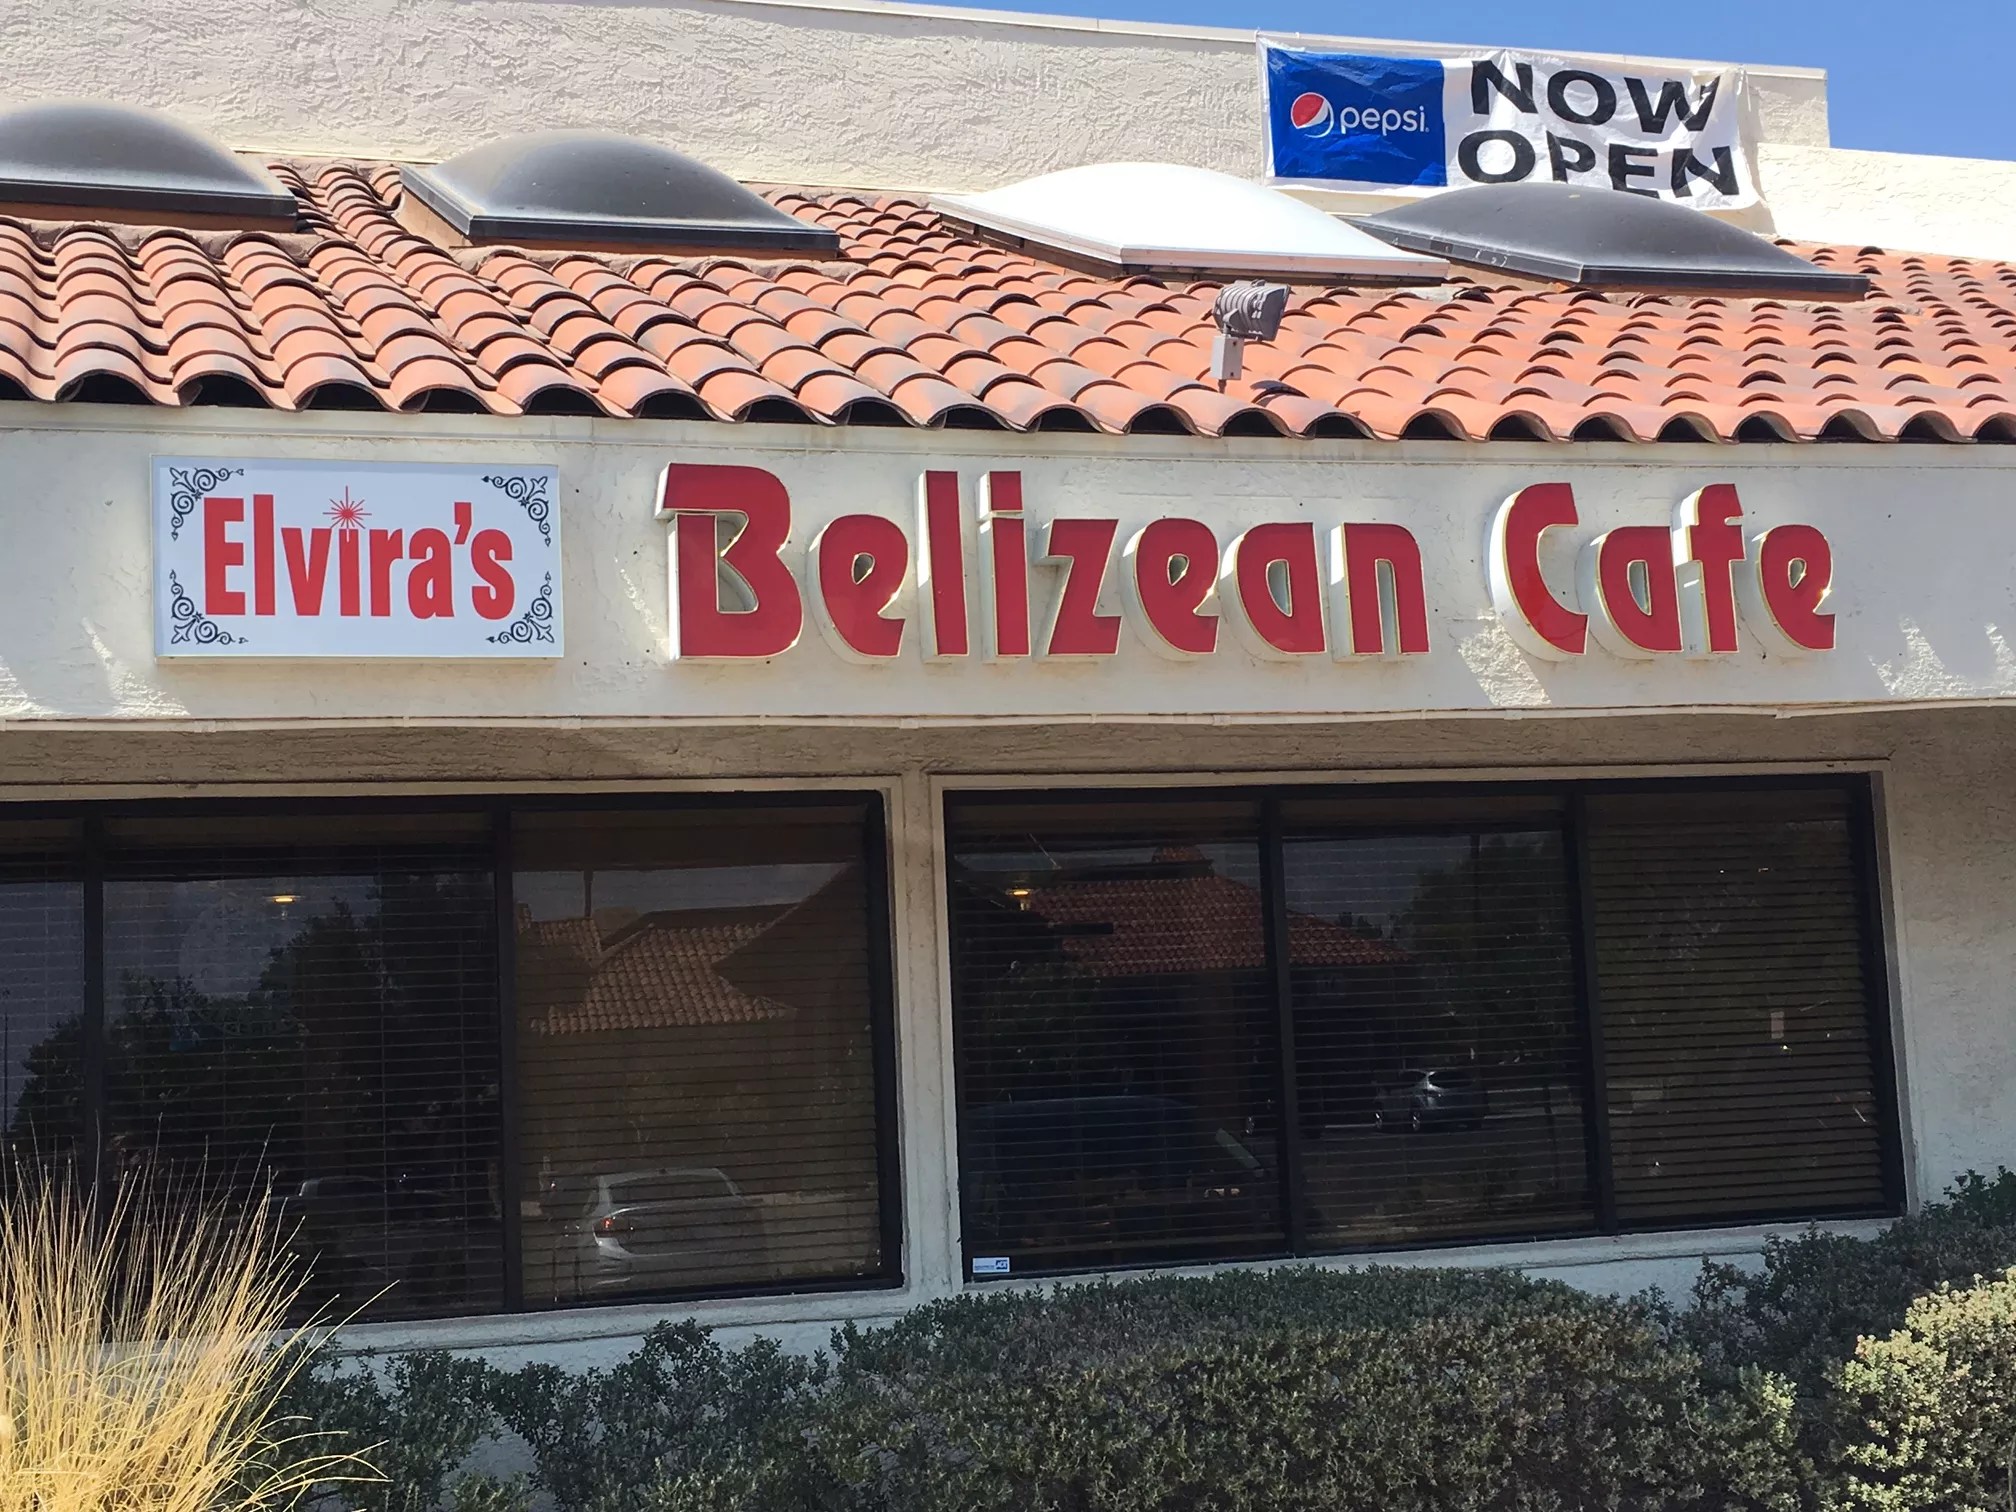 pepsi
NOW
OPEN
Elvira's
Belizean Cafe